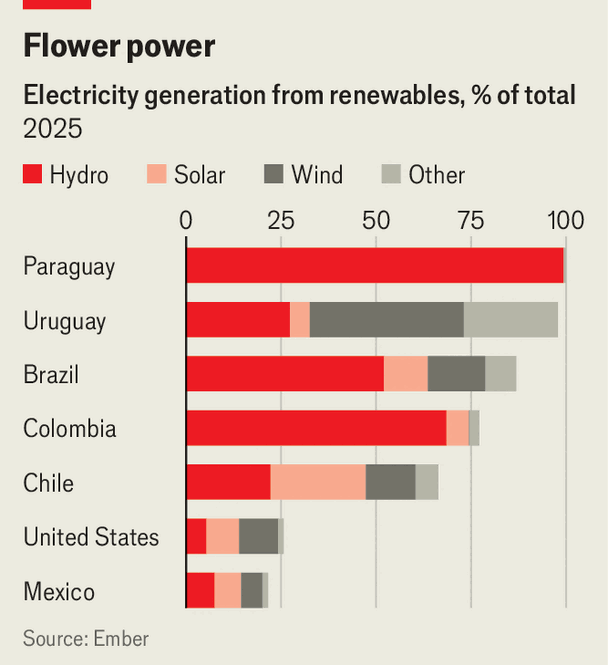 Flower power
Electricity generation from renewables, % of total
2025
Hydro Solar Wind Other
0 25 50 75 100
Paraguay
Uruguay
Brazil
Colombia
Chile
United States
Mexico
Source: Ember